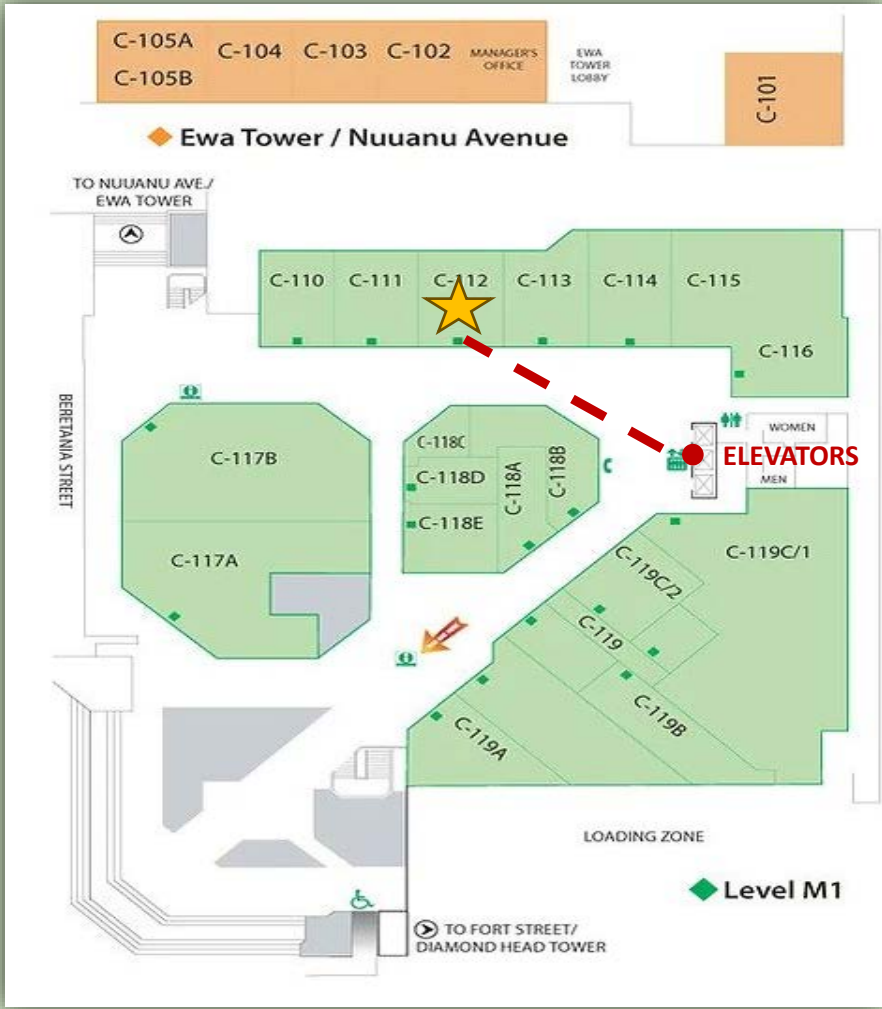 C-105A
C-105B
C-104
C-103
C-102
MANAGER'S
OFFICE
EWA
TOWER
LOBBY
C-101
Ewa Tower / Nuuanu Avenue
TO NUUANU AVE./
EWA TOWER
C-110
C-111
C-112
C-113
C-114
C-115
C-116
BERETANIA STREET
C-117B
C-117A
C-118C
C-118D
C-118E
C-118A
C-118B
WOMEN
ELEVATORS
MEN
C-119C/1
C-119C/2
C-119
C-119B
C-119A
LOADING ZONE
Level M1
TO FORT STREET/
DIAMOND HEAD TOWER